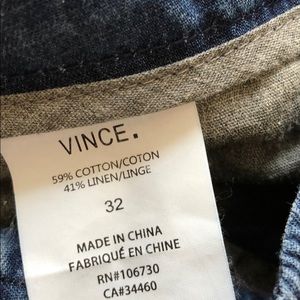 VINCE.
59% COTTON/COTON
41% LINEN/LINGE
32
MADE IN CHINA
FABRIQUÉ EN CHINE
RN#106730
CA#34460